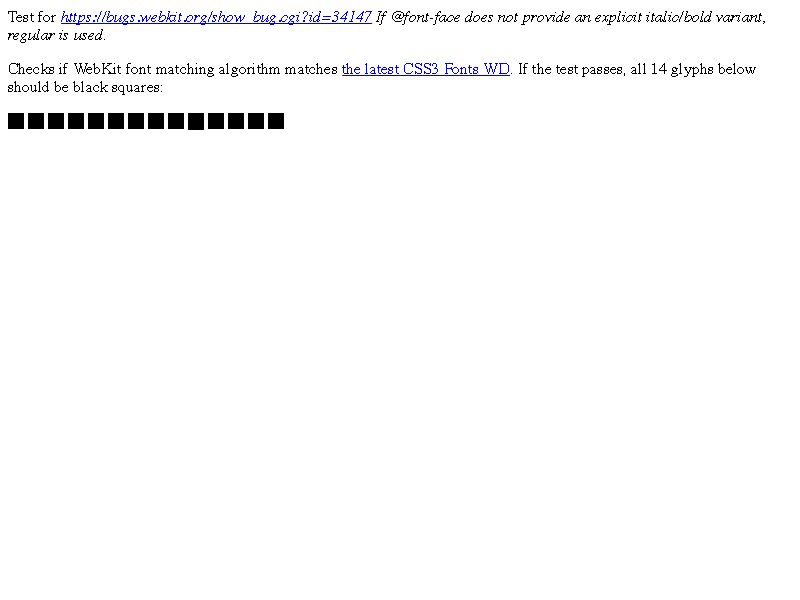 Test for https://bugs.webkit.org/show_bug.cgi?id=34147 If @font-face does not provide an explicit italic/bold variant,
regular is used.
Checks if WebKit font matching algorithm matches the latest CSS3 Fonts WD. If the test passes, all 14 glyphs below
should be black squares: